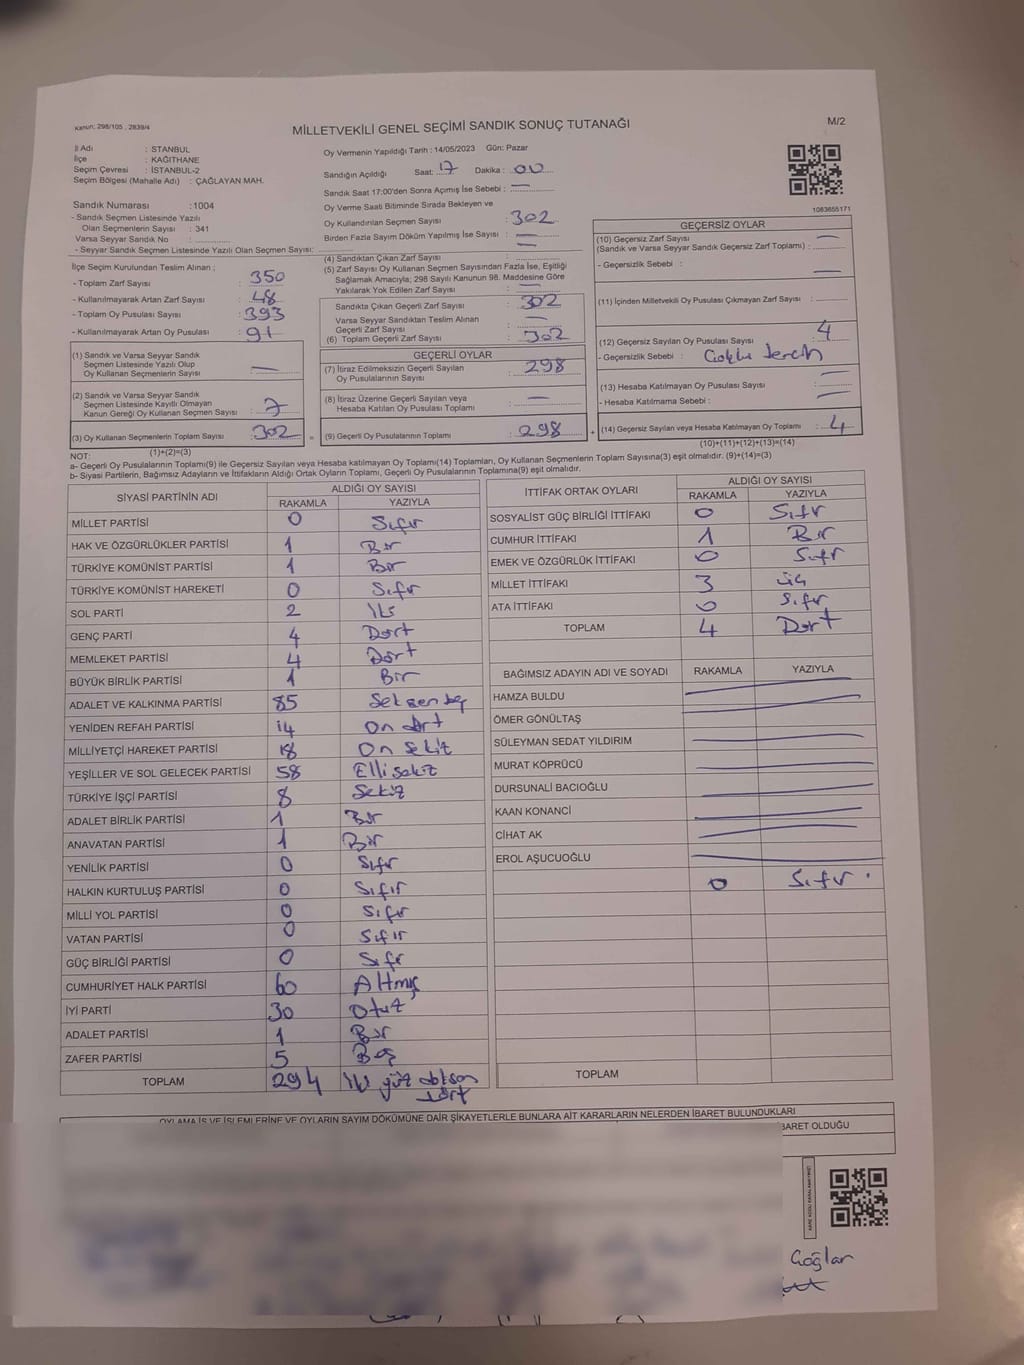 Kanun: 298/105 ; 2839/4
MİLLETVEKİLİ GENEL SEÇİMİ SANDIK SONUÇ TUTANAĞI
M/2
İl Adı : STANBUL
İlçe : KAĞITHANE
Seçim Çevresi : İSTANBUL-2
Seçim Bölgesi (Mahalle Adı) : ÇAĞLAYAN MAH.
Sandık Numarası :1004
- Sandık Seçmen Listesinde Yazılı
Olan Seçmenlerin Sayısı : 341
Varsa Seyyar Sandık No :
- Seyyar Sandık Seçmen Listesinde Yazılı Olan Seçmen Sayısı:
Oy Vermenin Yapıldığı Tarih : 14/05/2023 Gün: Pazar
Sandığın Açıldığı Saat: 17 Dakika : 00
Sandık Saat 17:00'den Sonra Açımış İse Sebebi : —
Oy Verme Saati Bitiminde Sırada Bekleyen ve
Oy Kullandırılan Seçmen Sayısı : 302
Birden Fazla Sayım Döküm Yapılmış İse Sayısı : —
1083655171
İlçe Seçim Kurulundan Teslim Alınan ;
- Toplam Zarf Sayısı : 350
- Kullanılmayarak Artan Zarf Sayısı : 48
- Toplam Oy Pusulası Sayısı : 393
- Kullanılmayarak Artan Oy Pusulası : 91
(1) Sandık ve Varsa Seyyar Sandık
Seçmen Listesinde Yazılı Olup
Oy Kullanan Seçmenlerin Sayısı : —
(2) Sandık ve Varsa Seyyar Sandık
Seçmen Listesinde Kayıtlı Olmayan
Kanun Gereği Oy Kullanan Seçmen Sayısı : 7
(3) Oy Kullanan Seçmenlerin Toplam Sayısı : 302
(1)+(2)=(3)
(4) Sandıktan Çıkan Zarf Sayısı : —
(5) Zarf Sayısı Oy Kullanan Seçmen Sayısından Fazla İse, Eşitliği
Sağlamak Amacıyla; 298 Sayılı Kanunun 98. Maddesine Göre
Yakılarak Yok Edilen Zarf Sayısı : —
Sandıkta Çıkan Geçerli Zarf Sayısı : 302
Varsa Seyyar Sandıktan Teslim Alınan
Geçerli Zarf Sayısı : —
(6) Toplam Geçerli Zarf Sayısı : 302
GEÇERLİ OYLAR
(7) İtiraz Edilmeksizin Geçerli Sayılan
Oy Pusulalarının Sayısı : 298
(8) İtiraz Üzerine Geçerli Sayılan veya
Hesaba Katılan Oy Pusulası Toplamı : —
= (9) Geçerli Oy Pusulalarının Toplamı : 298
GEÇERSİZ OYLAR
(10) Geçersiz Zarf Sayısı —
(Sandık ve Varsa Seyyar Sandık Geçersiz Zarf Toplamı) :
- Geçersizlik Sebebi : —
(11) İçinden Milletvekili Oy Pusulası Çıkmayan Zarf Sayısı :
(12) Geçersiz Sayılan Oy Pusulası Sayısı : 4
- Geçersizlik Sebebi :
(13) Hesaba Katılmayan Oy Pusulası Sayısı : —
- Hesaba Katılmama Sebebi : —
+ (14) Geçersiz Sayılan veya Hesaba Katılmayan Oy Toplamı : 4
(10)+(11)+(12)+(13)=(14)
NOT:
a- Geçerli Oy Pusulalarının Toplamı(9) ile Geçersiz Sayılan veya Hesaba katılmayan Oy Toplamı(14) Toplamları, Oy Kullanan Seçmenlerin Toplam Sayısına(3) eşit olmalıdır. (9)+(14)=(3)
b- Siyasi Partilerin, Bağımsız Adayların ve İttifakların Aldığı Ortak Oyların Toplamı, Geçerli Oy Pusulalarının Toplamına(9) eşit olmalıdır.
SİYASİ PARTİNİN ADI ALDIĞI OY SAYISI
RAKAMLA YAZIYLA
MİLLET PARTİSİ 0 Sıfır
HAK VE ÖZGÜRLÜKLER PARTİSİ 1 Bir
TÜRKİYE KOMÜNİST PARTİSİ 1 Bir
TÜRKİYE KOMÜNİST HAREKETİ 0 Sıfır
SOL PARTİ 2 iki
GENÇ PARTİ 4 Dört
MEMLEKET PARTİSİ 4 Dört
BÜYÜK BİRLİK PARTİSİ 1 Bir
ADALET VE KALKINMA PARTİSİ 85 Seksen beş
YENİDEN REFAH PARTİSİ 14 On dört
MİLLİYETÇİ HAREKET PARTİSİ 18 On Sekiz
YEŞİLLER VE SOL GELECEK PARTİSİ 58 Elli sekiz
TÜRKİYE İŞÇİ PARTİSİ 8 Sekiz
ADALET BİRLİK PARTİSİ 1 Bir
ANAVATAN PARTİSİ 1 Bir
YENİLİK PARTİSİ 0 Sıfır
HALKIN KURTULUŞ PARTİSİ 0 Sıfır
MİLLİ YOL PARTİSİ 0 Sıfır
VATAN PARTİSİ 0 Sıfır
GÜÇ BİRLİĞİ PARTİSİ 0 Sıfır
CUMHURİYET HALK PARTİSİ 60 Altmış
İYİ PARTİ 30 Otuz
ADALET PARTİSİ 1 Bir
ZAFER PARTİSİ 5 Beş
TOPLAM 294 iki yüz doksan
dört
İTTİFAK ORTAK OYLARI ALDIĞI OY SAYISI
RAKAMLA YAZIYLA
SOSYALİST GÜÇ BİRLİĞİ İTTİFAKI 0 Sıfır
CUMHUR İTTİFAKI 1 Bir
EMEK VE ÖZGÜRLÜK İTTİFAKI 0 Sıfır
MİLLET İTTİFAKI 3 üç
ATA İTTİFAKI 0 Sıfır
TOPLAM 4 Dört
BAĞIMSIZ ADAYIN ADI VE SOYADI RAKAMLA YAZIYLA
HAMZA BULDU
ÖMER GÖNÜLTAŞ
SÜLEYMAN SEDAT YILDIRIM
MURAT KÖPRÜCÜ
DURSUNALİ BACIOĞLU
KAAN KONANCİ
CİHAT AK
EROL AŞUCUOĞLU
0 Sıfır
TOPLAM
OYLAMA İŞ VE İŞLEMLERİNE VE OYLARIN SAYIM DÖKÜMÜNE DAİR ŞİKAYETLERLE BUNLARA AİT KARARLARIN NELERDEN İBARET BULUNDUKLARI
BARET OLDUĞU
Çağlar